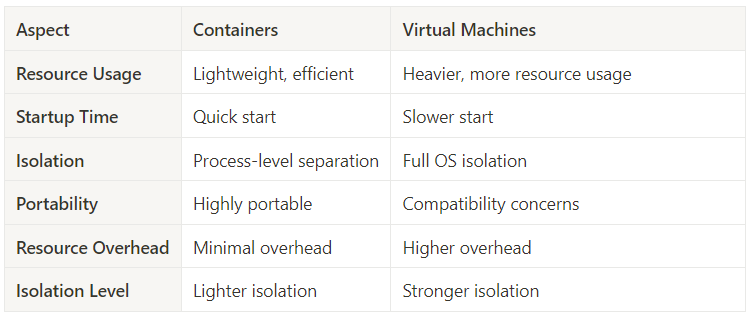 Aspect Containers Virtual Machines
Resource Usage Lightweight, efficient Heavier, more resource usage
Startup Time Quick start Slower start
Isolation Process-level separation Full OS isolation
Portability Highly portable Compatibility concerns
Resource Overhead Minimal overhead Higher overhead
Isolation Level Lighter isolation Stronger isolation